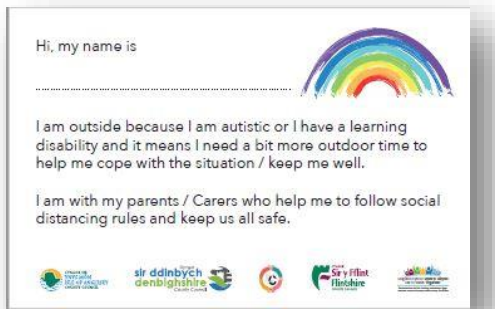 Hi, my name is
I am outside because I am autistic or I have a learning
disability and it means I need a bit more outdoor time to
help me cope with the situation / keep me well.
I am with my parents / Carers who help me to follow social
distancing rules and keep us all safe.
sir ddinbych
denbighshire
County Council
Sir y Fflint
Flintshire